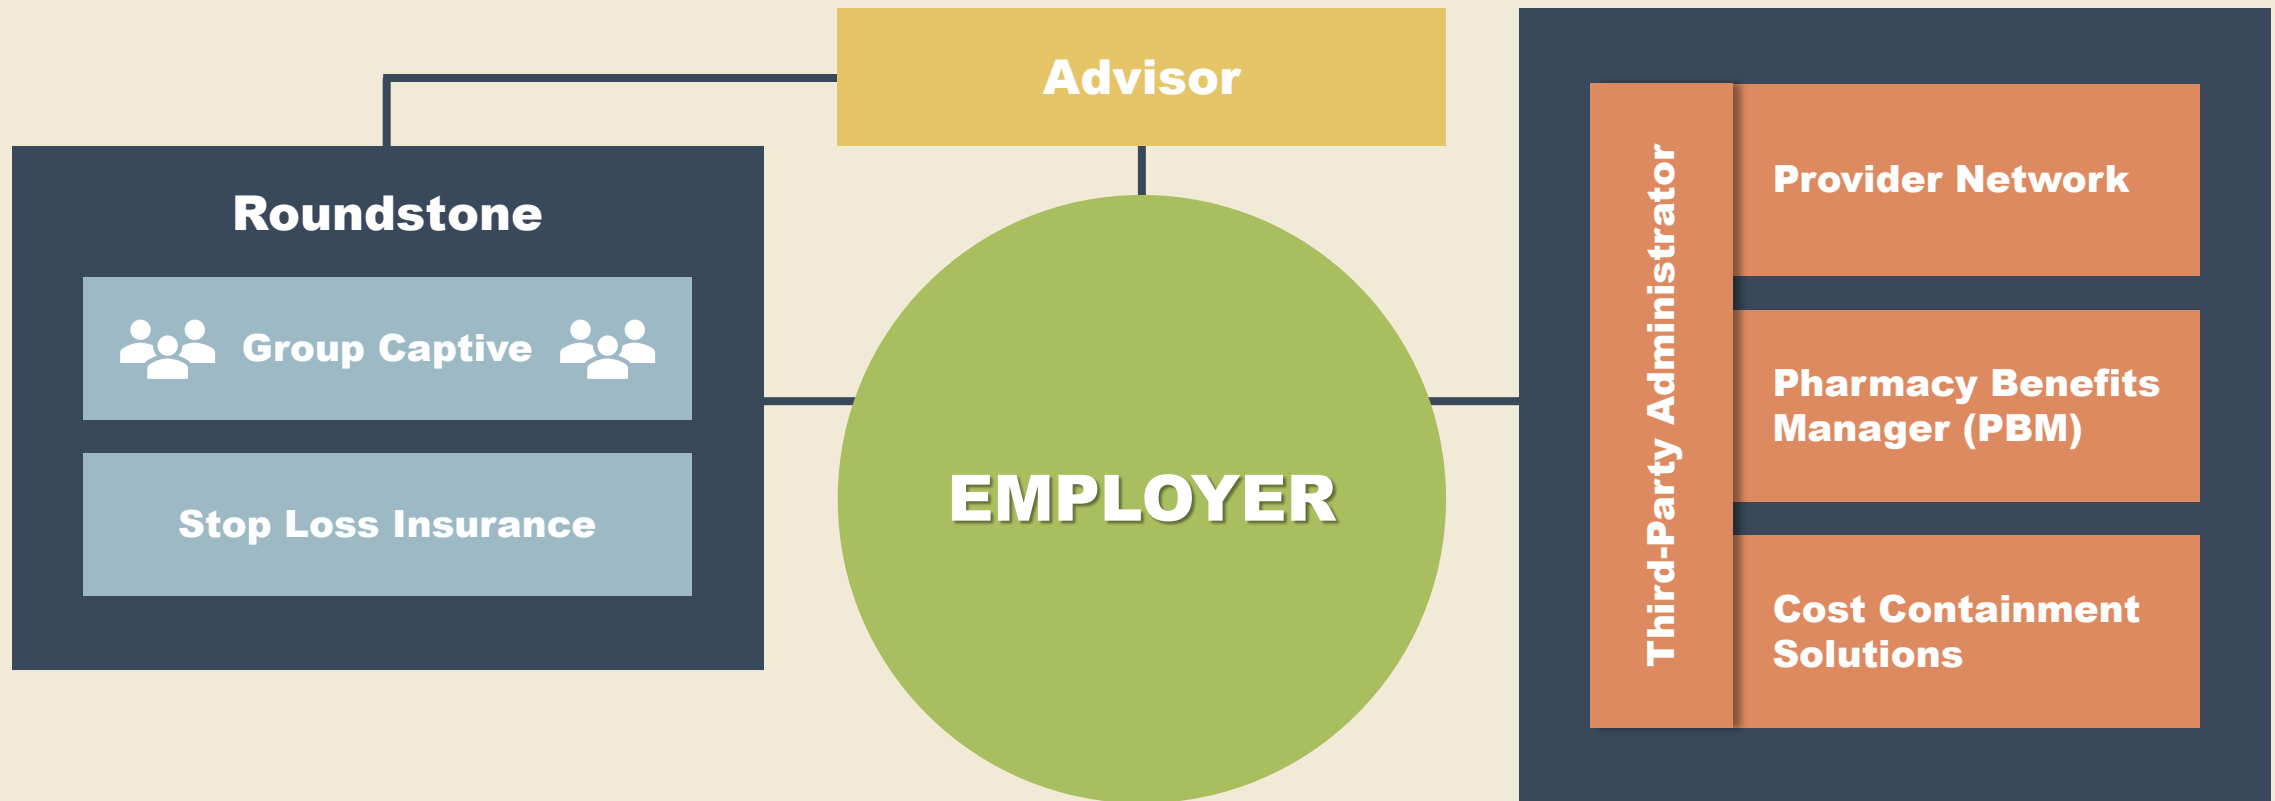 Advisor
Roundstone
Group Captive
Stop Loss Insurance
EMPLOYER
Third-Party Administrator
Provider Network
Pharmacy Benefits
Manager (PBM)
Cost Containment
Solutions